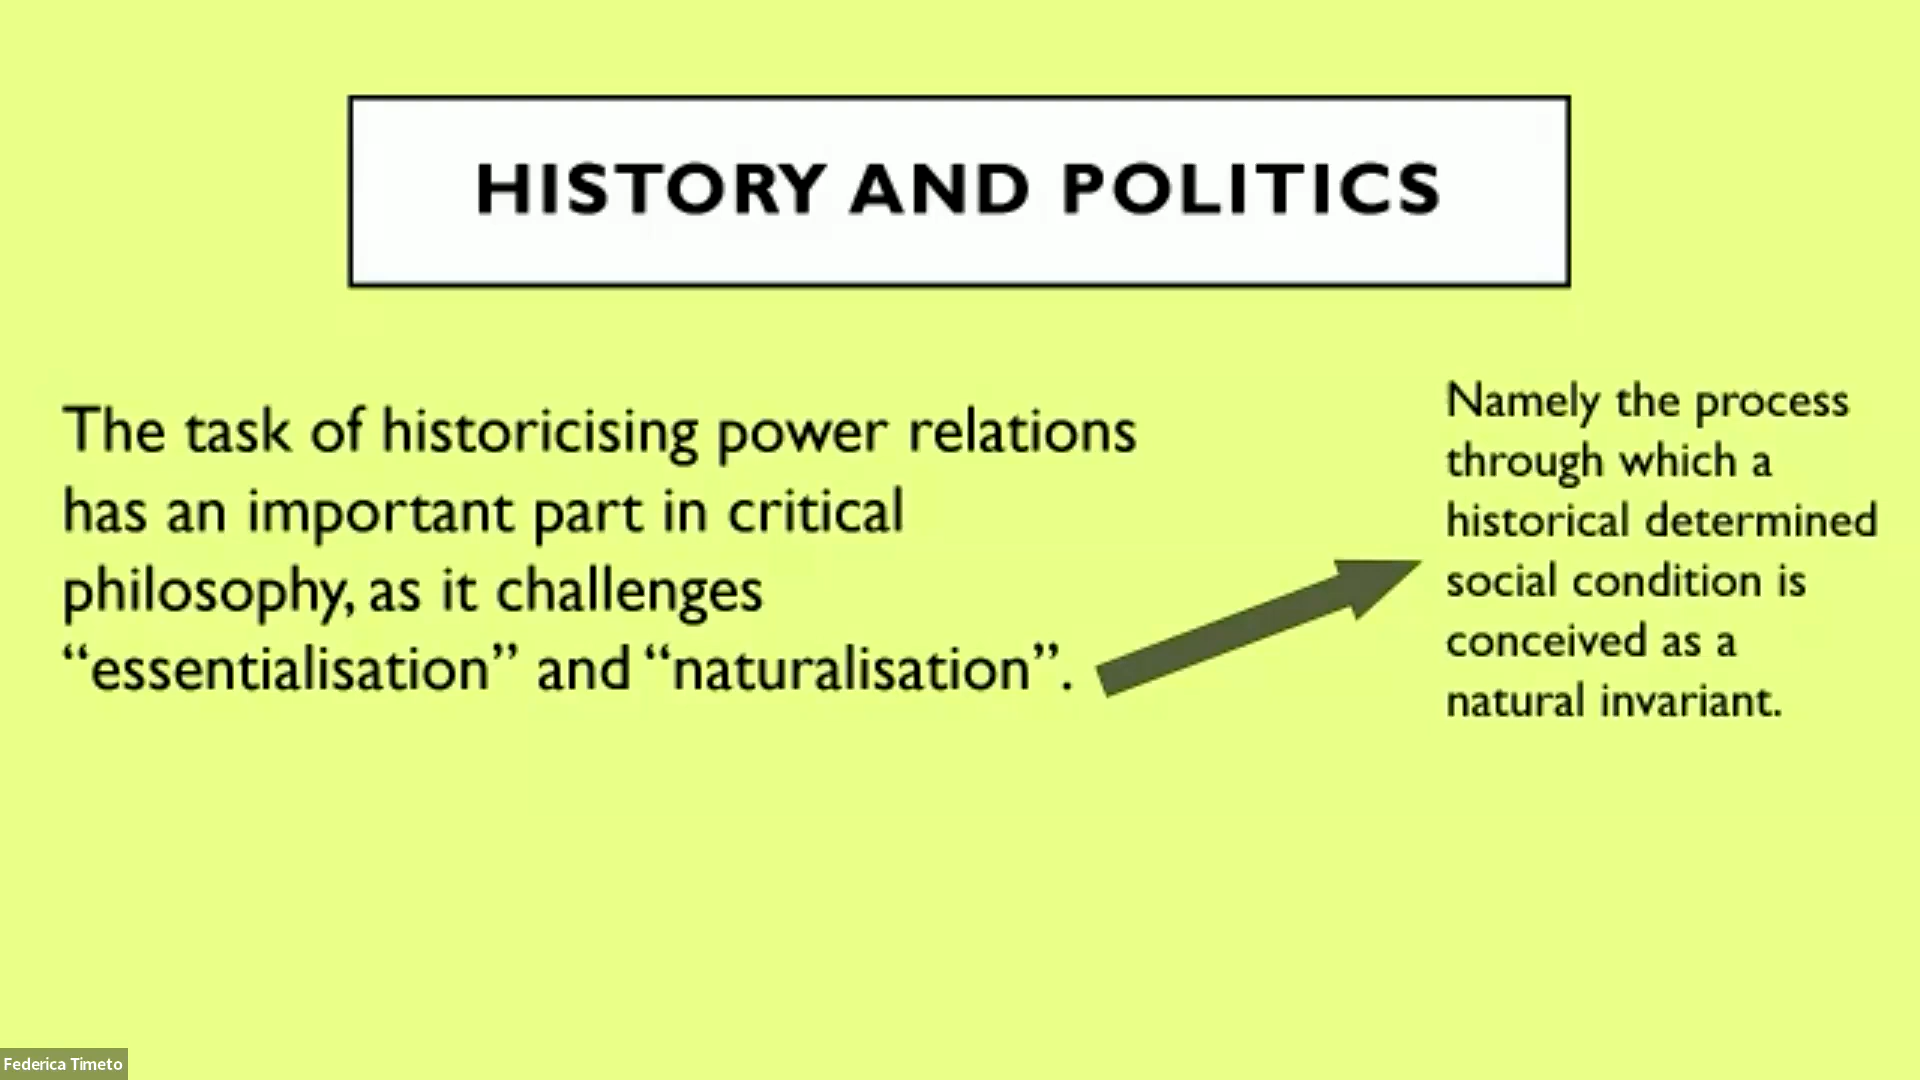 HISTORY AND POLITICS
The task of historicising power relations
has an important part in critical
philosophy, as it challenges
“essentialisation” and “naturalisation”.
Namely the process
through which a
historical determined
social condition is
conceived as a
natural invariant.
Federica Timeto